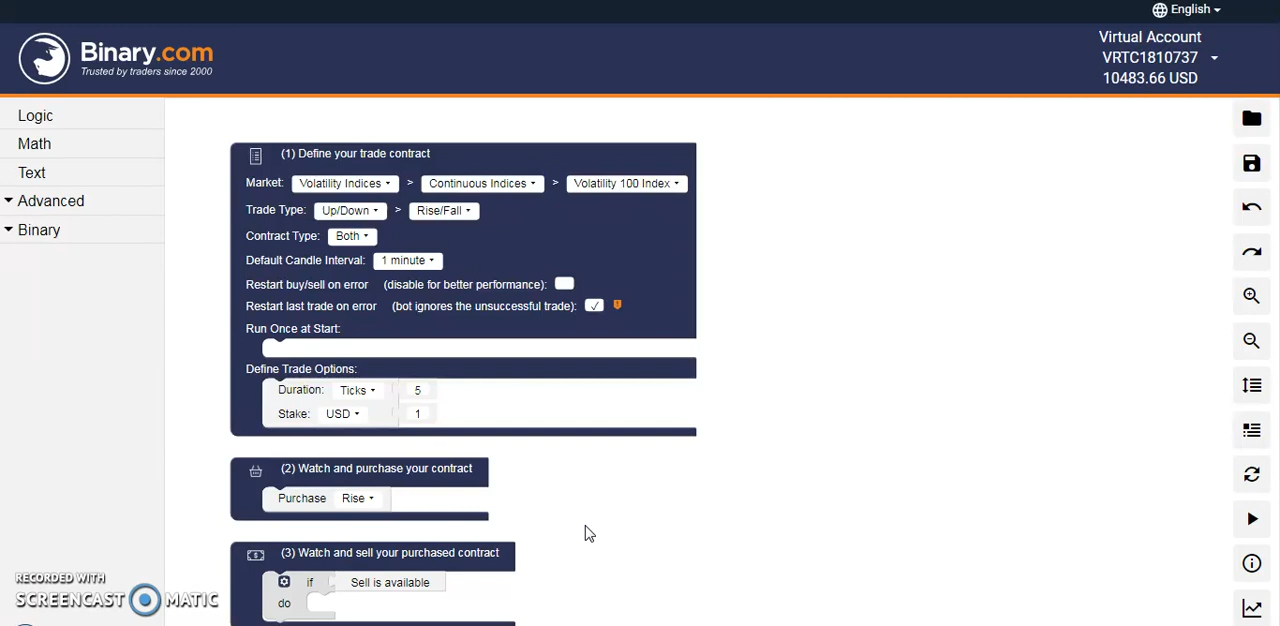 English
Binary.com
Trusted by traders since 2000
Virtual Account
VRTC1810737
10483.66 USD
Logic
Math
Text
Advanced
Binary
(1) Define your trade contract
Market: Volatility Indices > Continuous Indices > Volatility 100 Index
Trade Type: Up/Down > Rise/Fall
Contract Type: Both
Default Candle Interval: 1 minute
Restart buy/sell on error (disable for better performance):
Restart last trade on error (bot ignores the unsuccessful trade): ✓
Run Once at Start:
Define Trade Options:
Duration: Ticks 5
Stake: USD 1
(2) Watch and purchase your contract
Purchase Rise
(3) Watch and sell your purchased contract
if Sell is available
do
RECORDED WITH
SCREENCAST MATIC